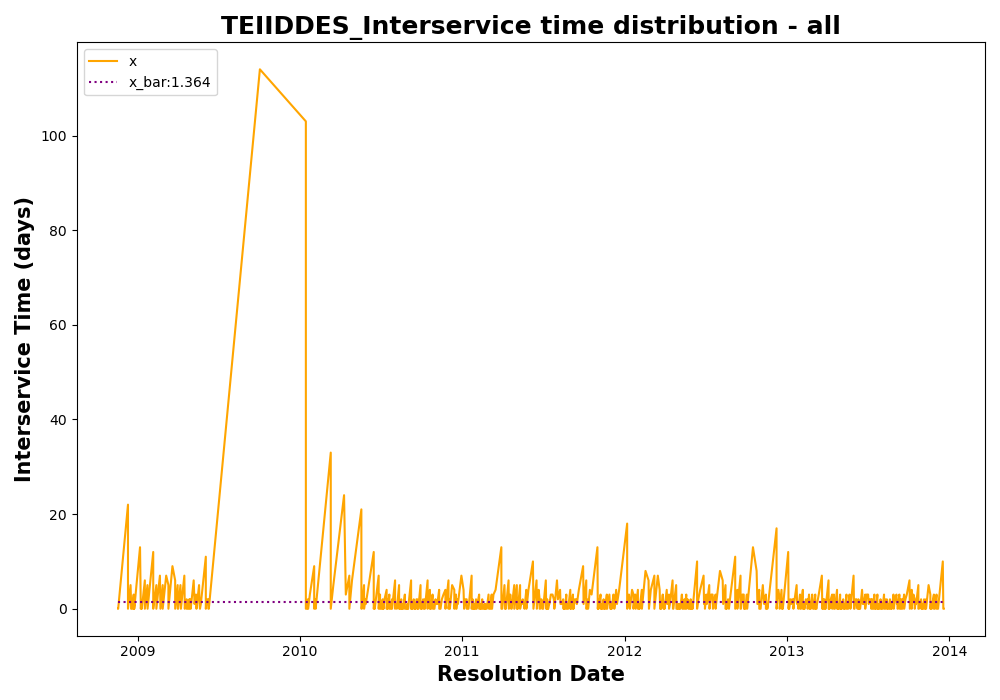 TEIIDDES_Interservice time distribution - all
x
x_bar:1.364
Interservice Time (days)
100
80
60
40
20
0
2009 2010 2011 2012 2013 2014
Resolution Date